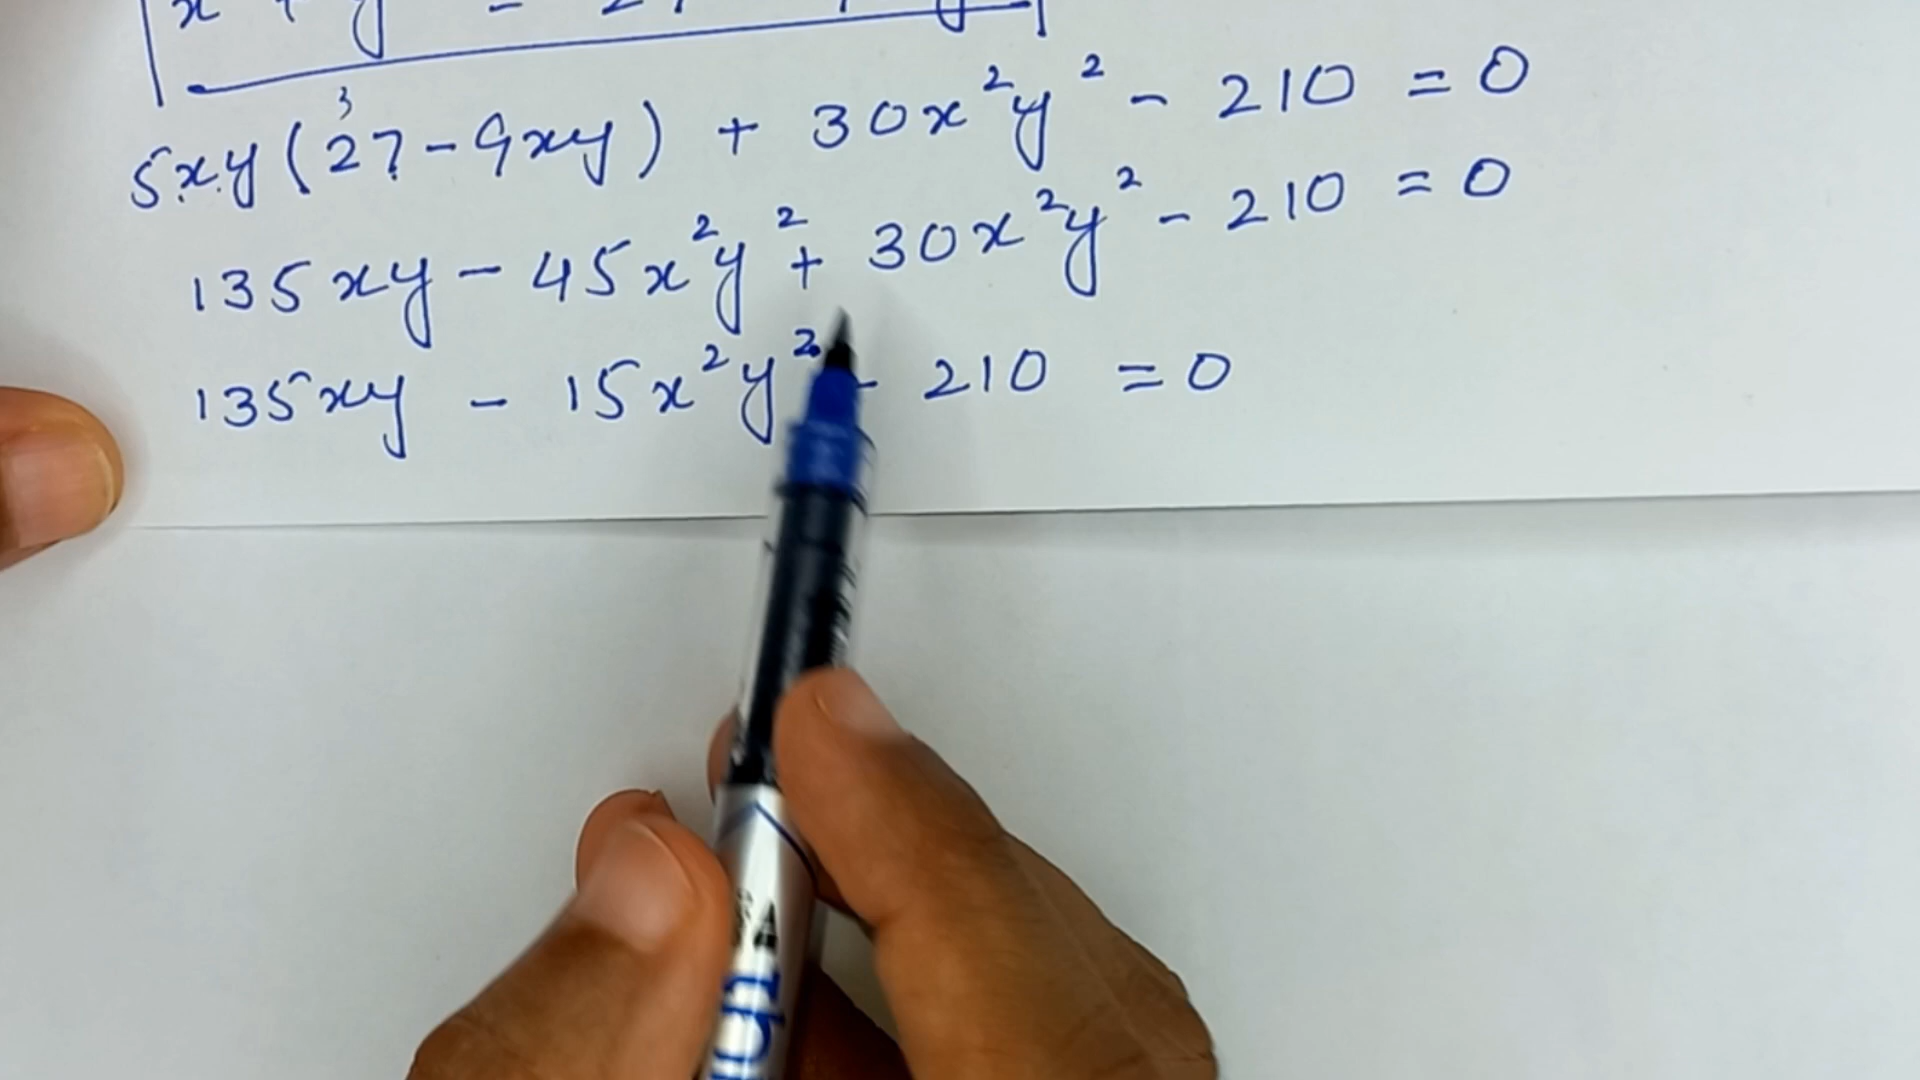 5xy(27-9xy) + 30x²y² - 210 = 0
135xy - 45x²y² + 30x²y² - 210 = 0
135xy - 15x²y² - 210 = 0